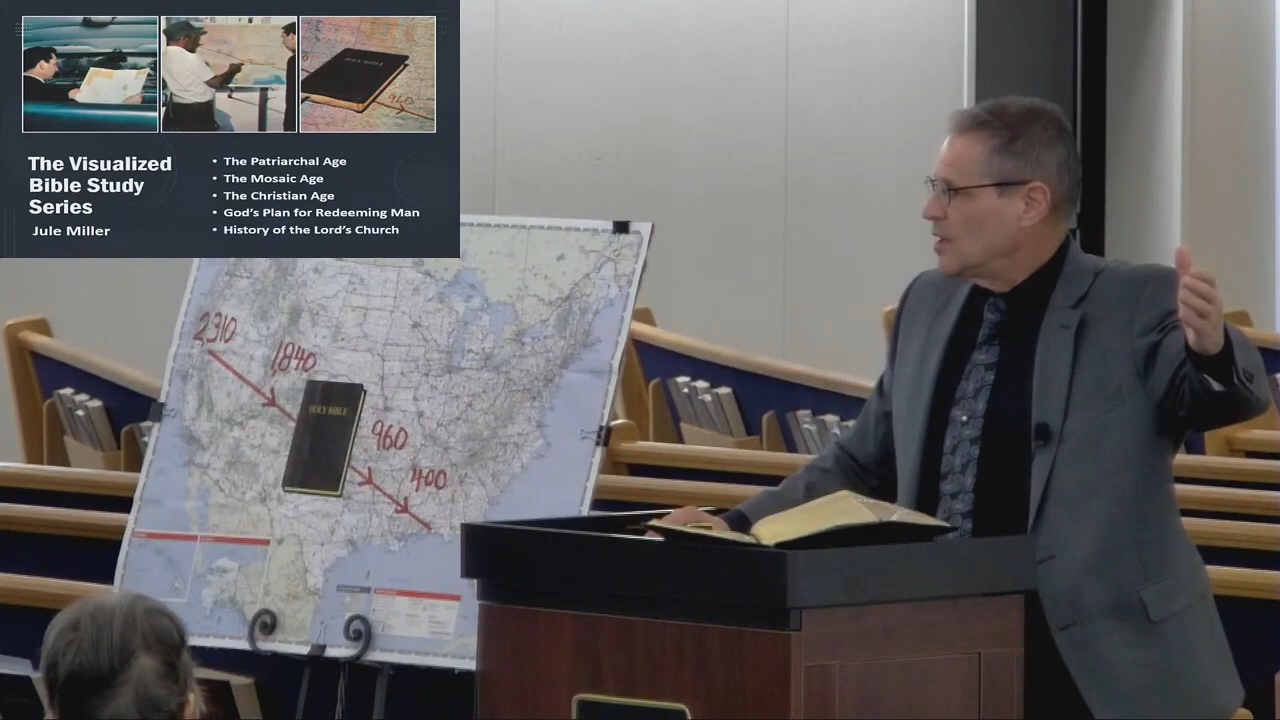 HOLY BIBLE
960
The Visualized
Bible Study
Series
Jule Miller
• The Patriarchal Age
• The Mosaic Age
• The Christian Age
• God's Plan for Redeeming Man
• History of the Lord's Church
2310
1840
HOLY BIBLE
960
400